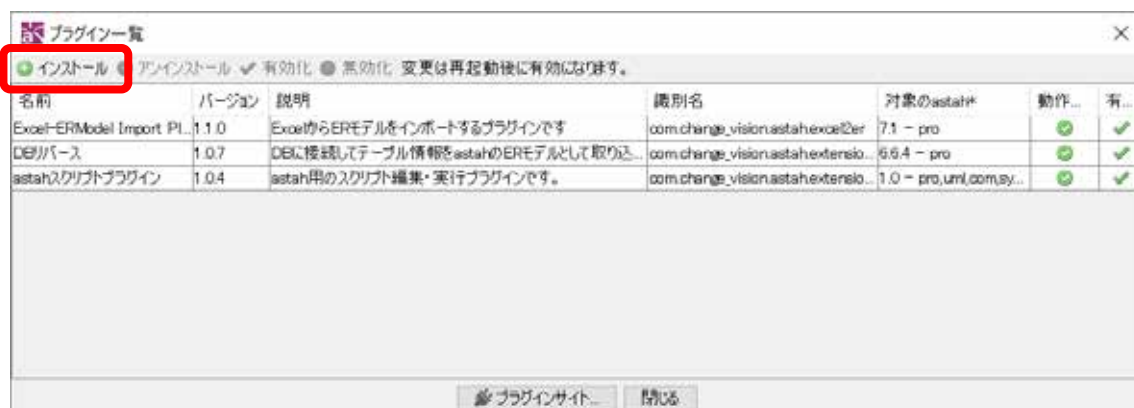 プラグイン一覧
インストール アンインストール 有効化 無効化 変更は再起動後に有効になります。
名前 バージョン 説明 識別名 対象のastah* 動作... 有...
Excel-ERModel Import Pl... 1.1.0 ExcelからERモデルをインポートするプラグインです com.change_vision.astah.excel2er 7.1 - pro
DBリバース 1.0.7 DBに接続してテーブル情報をastahのERモデルとして取り込... com.change_vision.astah.extensio... 6.6.4 - pro
astahスクリプトプラグイン 1.0.4 astah用のスクリプト編集・実行プラグインです。 com.change_vision.astah.extensio... 1.0 - pro,uml,com,sy...
プラグインサイト... 閉じる